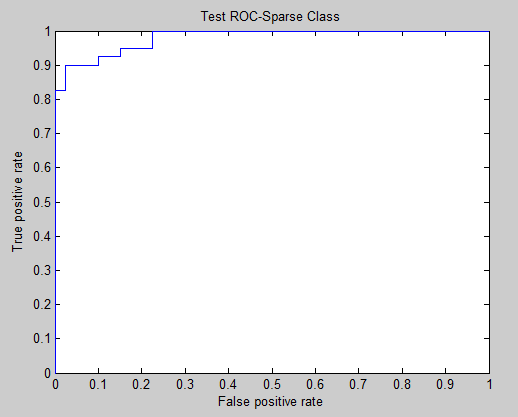 Test ROC-Sparse Class
1
0.9
0.8
0.7
0.6
0.5
0.4
0.3
0.2
0.1
0
True positive rate
0 0.1 0.2 0.3 0.4 0.5 0.6 0.7 0.8 0.9 1
False positive rate